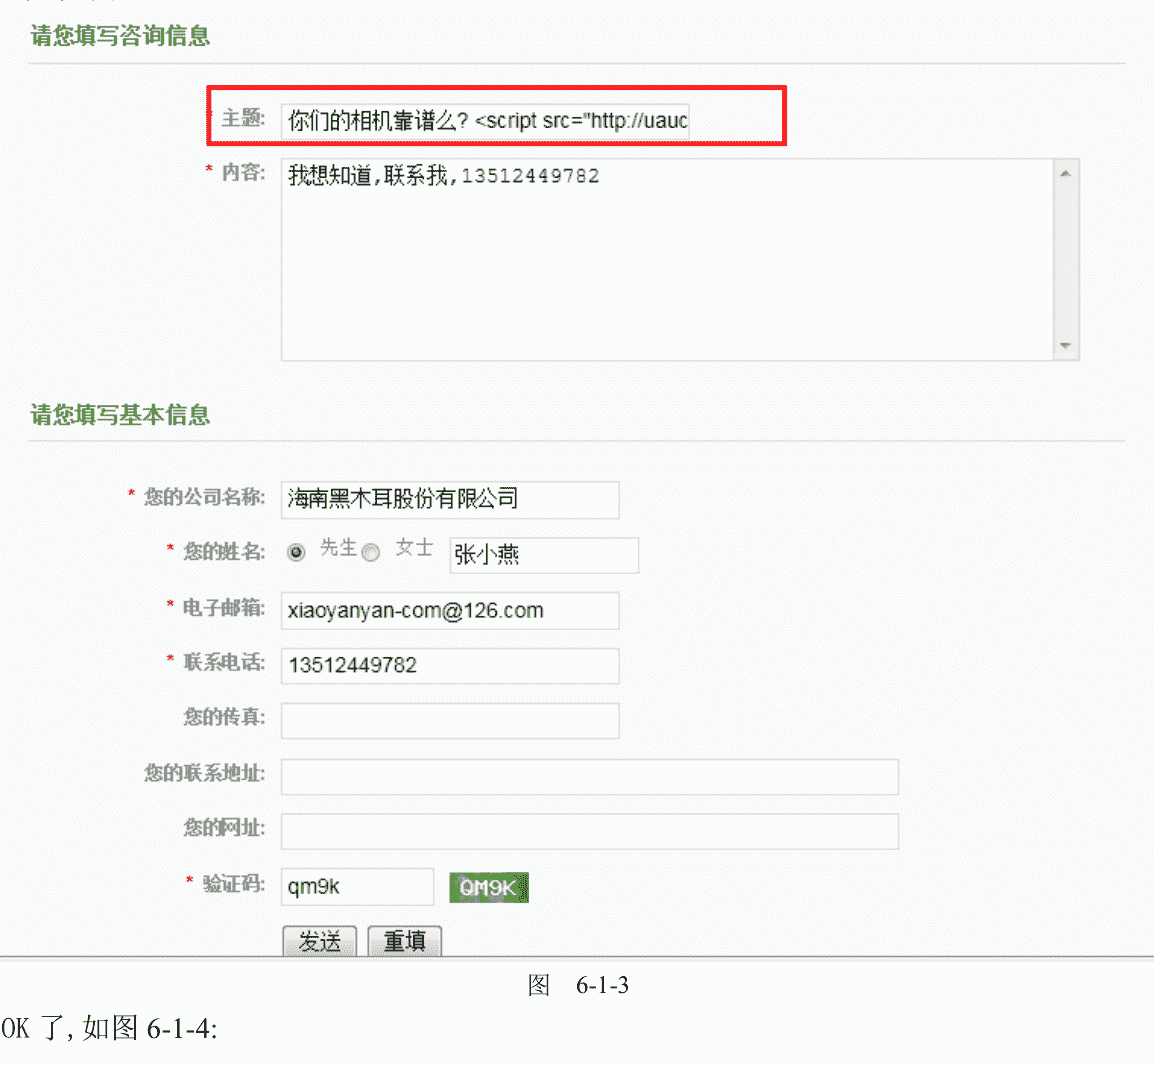 请您填写咨询信息
* 主题: 你们的相机靠谱么? <script src="http://uauc
* 内容: 我想知道,联系我,13512449782
请您填写基本信息
* 您的公司名称: 海南黑木耳股份有限公司
* 您的姓名: 先生 女士 张小燕
* 电子邮箱: xiaoyanyan-com@126.com
* 联系电话: 13512449782
您的传真:
您的联系地址:
您的网址:
* 验证码: qm9k QM9K
发送 重填
图 6-1-3
OK 了, 如图 6-1-4: